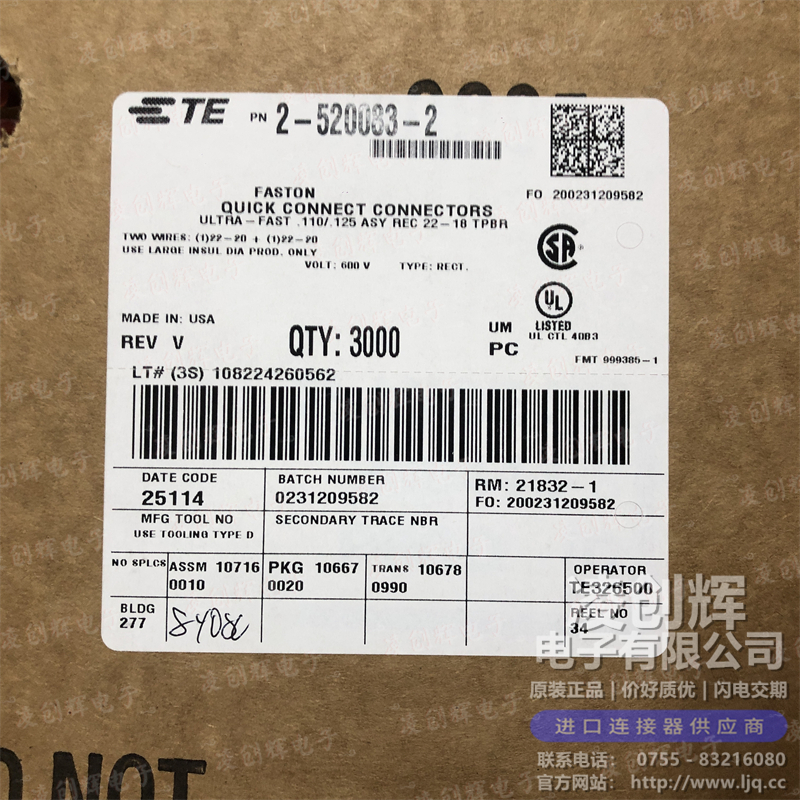 TE PN 2-520083-2
FO 200231209582
FASTON
QUICK CONNECT CONNECTORS
ULTRA-FAST .110/.125 ASY REC 22-18 TPBR
TWO WIRES: (1)22-20 + (1)22-20
USE LARGE INSUL DIA PROD. ONLY
VOLT: 600 V TYPE: RECT.
SA
UL
LISTED
UL CTL 40B3
MADE IN: USA
REV V QTY: 3000 UM
PC
FMT 999385-1
LT# (3S) 108224260562
DATE CODE
25114
BATCH NUMBER
0231209582
RM: 21832-1
FO: 200231209582
MFG TOOL NO
USE TOOLING TYPE D
SECONDARY TRACE NBR
NO SPLCS
ASSM 10716
0010
PKG 10667
0020
TRANS 10678
0990
OPERATOR
TE326500
BLDG
277
REEL NO
34
凌创辉
电子有限公司
原装正品 | 价好质优 | 闪电交期
进口连接器供应商
联系电话: 0755 - 83216080
官方网站: http://www.ljq.cc
NOT